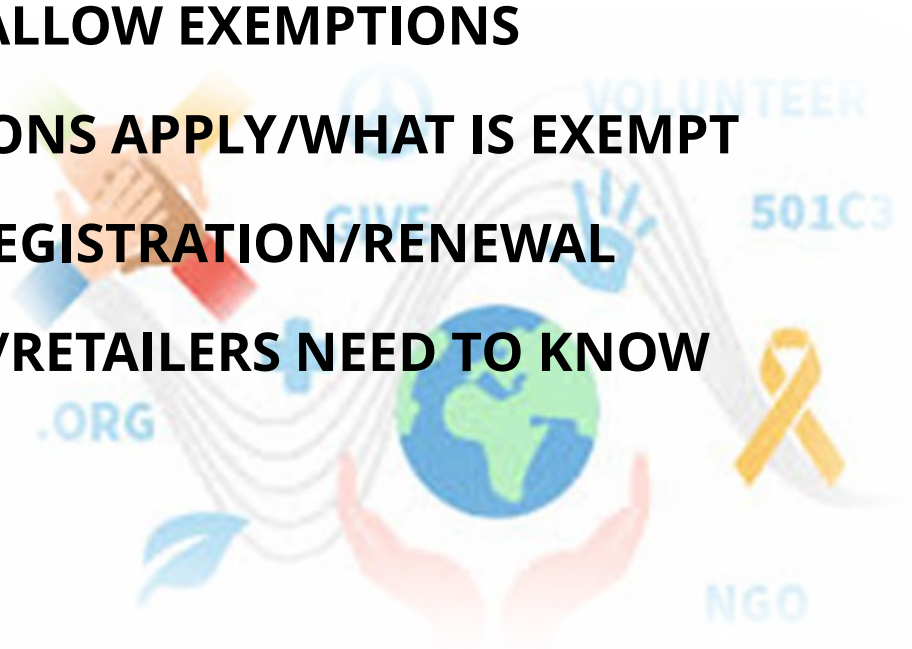 ALLOW EXEMPTIONS
VOLUNTEER
ONS APPLY/WHAT IS EXEMPT
501C3
GIVE
EGISTRATION/RENEWAL
/RETAILERS NEED TO KNOW
.ORG
NGO